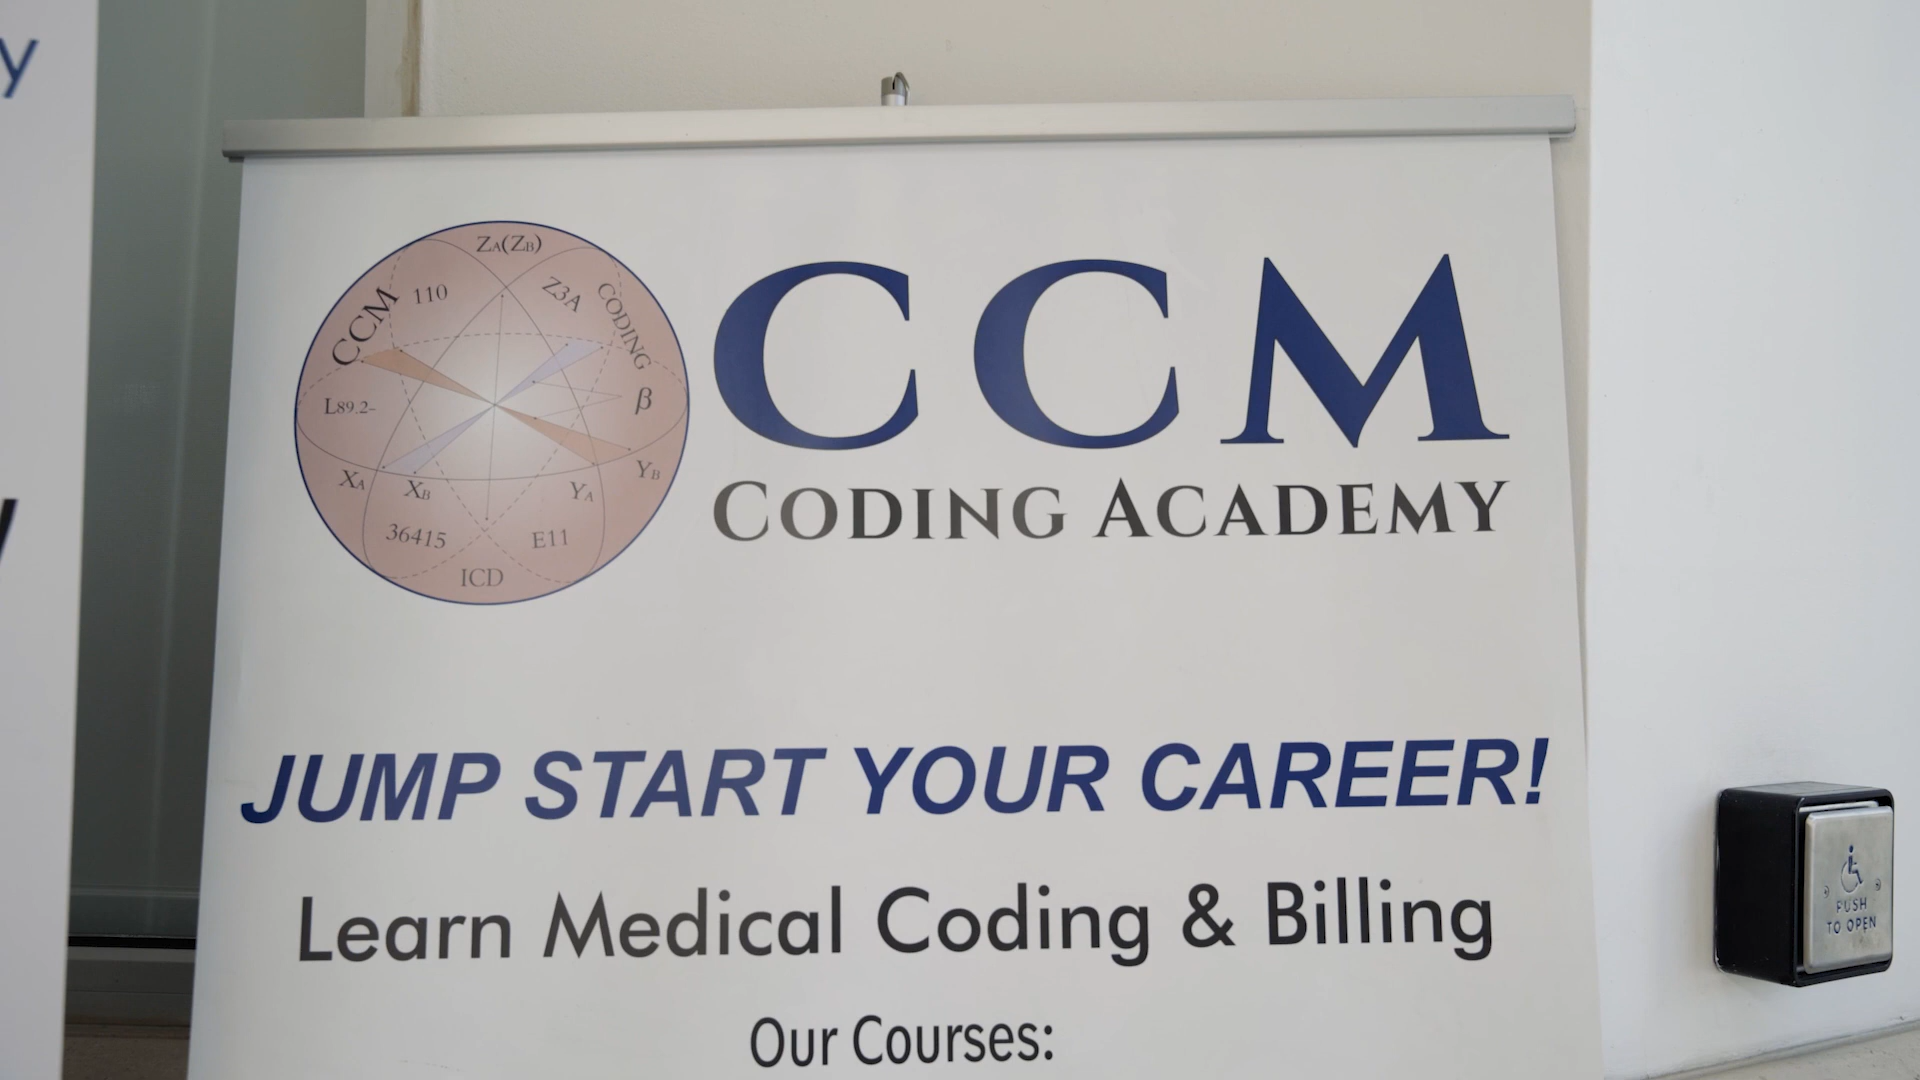 y
ZA(ZB)
CCM
110
Z3A
CODING
L89.2-
β
XA
XB
YA
YB
36415
E11
ICD
CCM
CODING ACADEMY
JUMP START YOUR CAREER!
Learn Medical Coding & Billing
Our Courses:
PUSH
TO OPEN